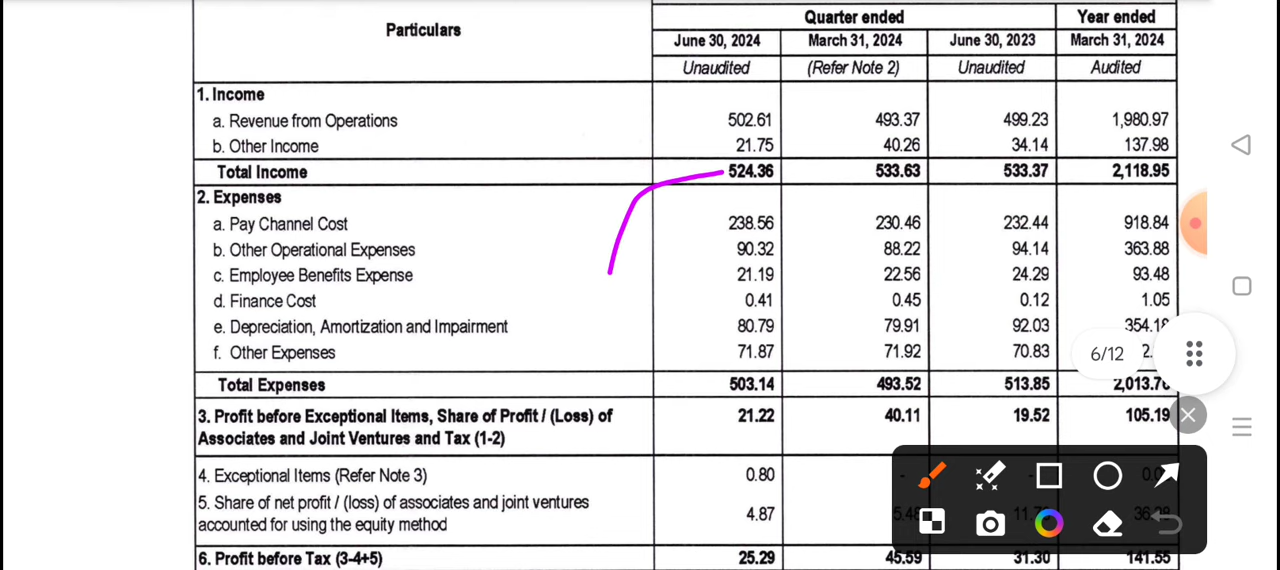 Particulars Quarter ended Year ended
June 30, 2024 March 31, 2024 June 30, 2023 March 31, 2024
Unaudited (Refer Note 2) Unaudited Audited
1. Income
a. Revenue from Operations 502.61 493.37 499.23 1,980.97
b. Other Income 21.75 40.26 34.14 137.98
Total Income 524.36 533.63 533.37 2,118.95
2. Expenses
a. Pay Channel Cost 238.56 230.46 232.44 918.84
b. Other Operational Expenses 90.32 88.22 94.14 363.88
c. Employee Benefits Expense 21.19 22.56 24.29 93.48
d. Finance Cost 0.41 0.45 0.12 1.05
e. Depreciation, Amortization and Impairment 80.79 79.91 92.03
f. Other Expenses 71.87 71.92 70.83
6/12
Total Expenses 503.14 493.52 513.85
3. Profit before Exceptional Items, Share of Profit / (Loss) of 21.22 40.11 19.52 105.19
Associates and Joint Ventures and Tax (1-2)
4. Exceptional Items (Refer Note 3) 0.80
5. Share of net profit / (loss) of associates and joint ventures 4.87
accounted for using the equity method
6. Profit before Tax (3-4+5) 25.29 45.59 31.30 141.55